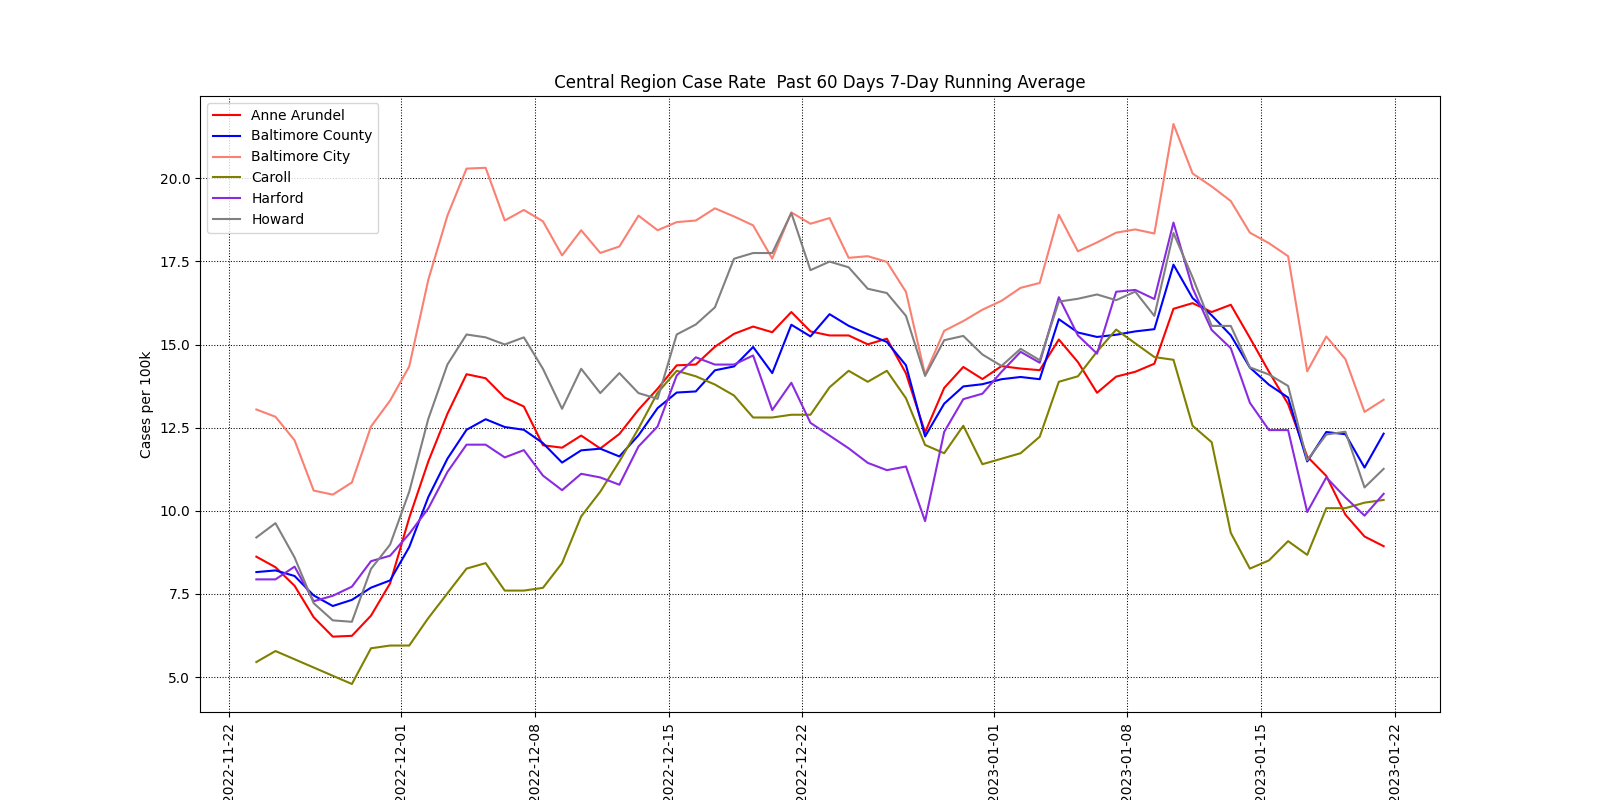 Central Region Case Rate  Past 60 Days 7-Day Running Average
Anne Arundel
Baltimore County
Baltimore City
Caroll
Harford
Howard
Cases per 100k
20.0
17.5
15.0
12.5
10.0
7.5
5.0
2022-11-22
2022-12-01
2022-12-08
2022-12-15
2022-12-22
2023-01-01
2023-01-08
2023-01-15
2023-01-22